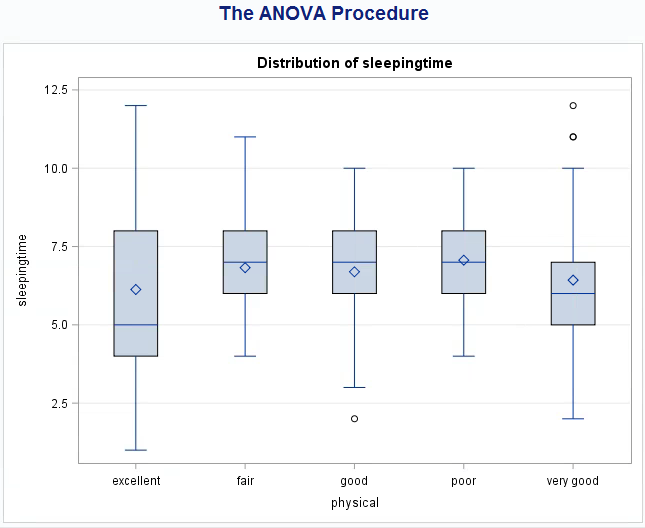 The ANOVA Procedure
Distribution of sleepingtime
12.5
10.0
7.5
5.0
2.5
sleepingtime
excellent fair good poor very good
physical